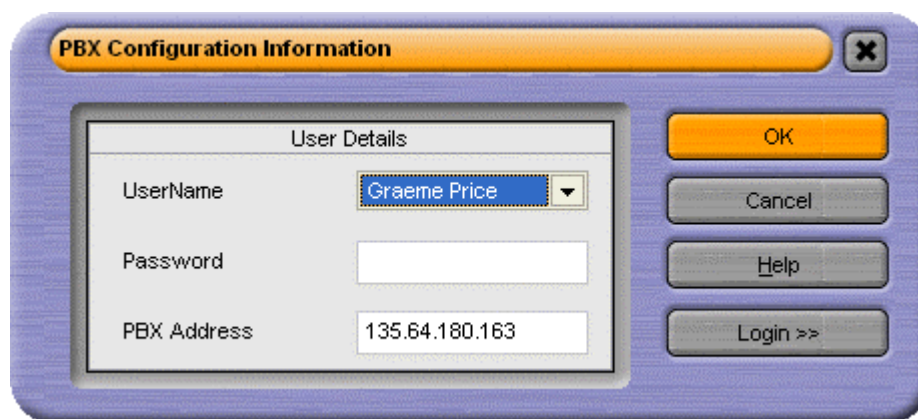 PBX Configuration Information
User Details
UserName
Graeme Price
Password
PBX Address
135.64.180.163
OK
Cancel
Help
Login >>